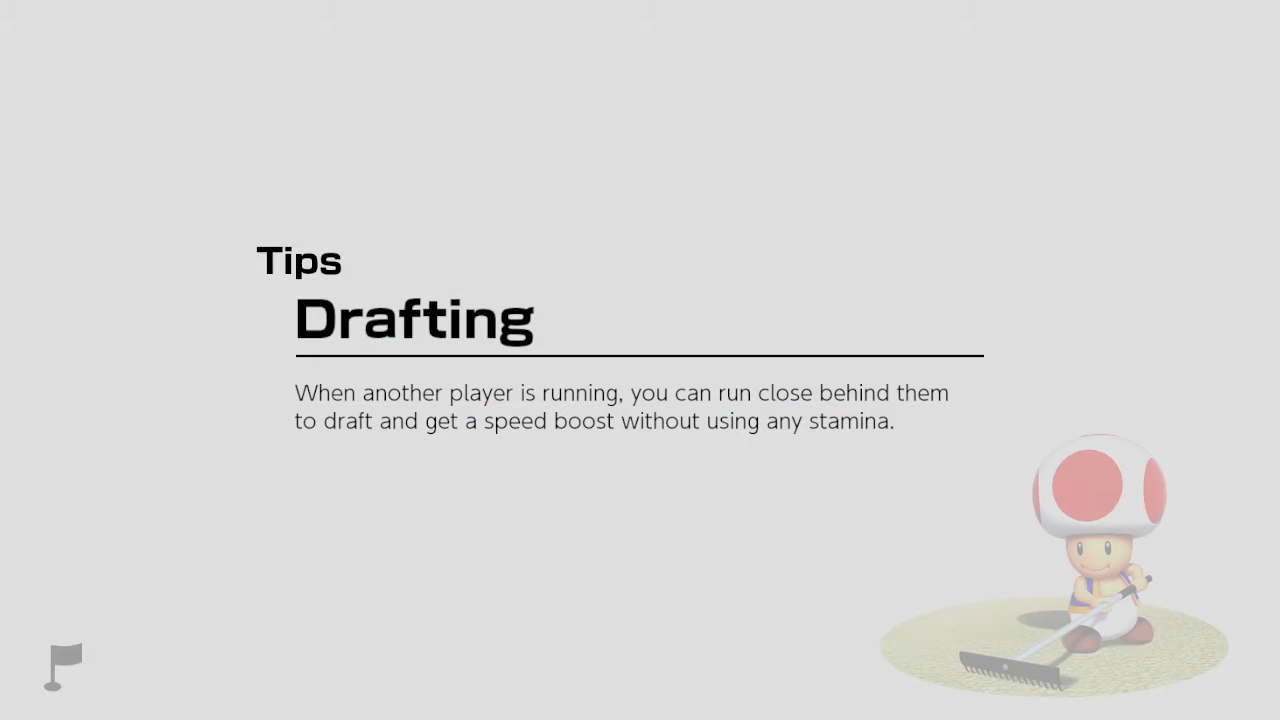 Tips
Drafting
When another player is running, you can run close behind them
to draft and get a speed boost without using any stamina.